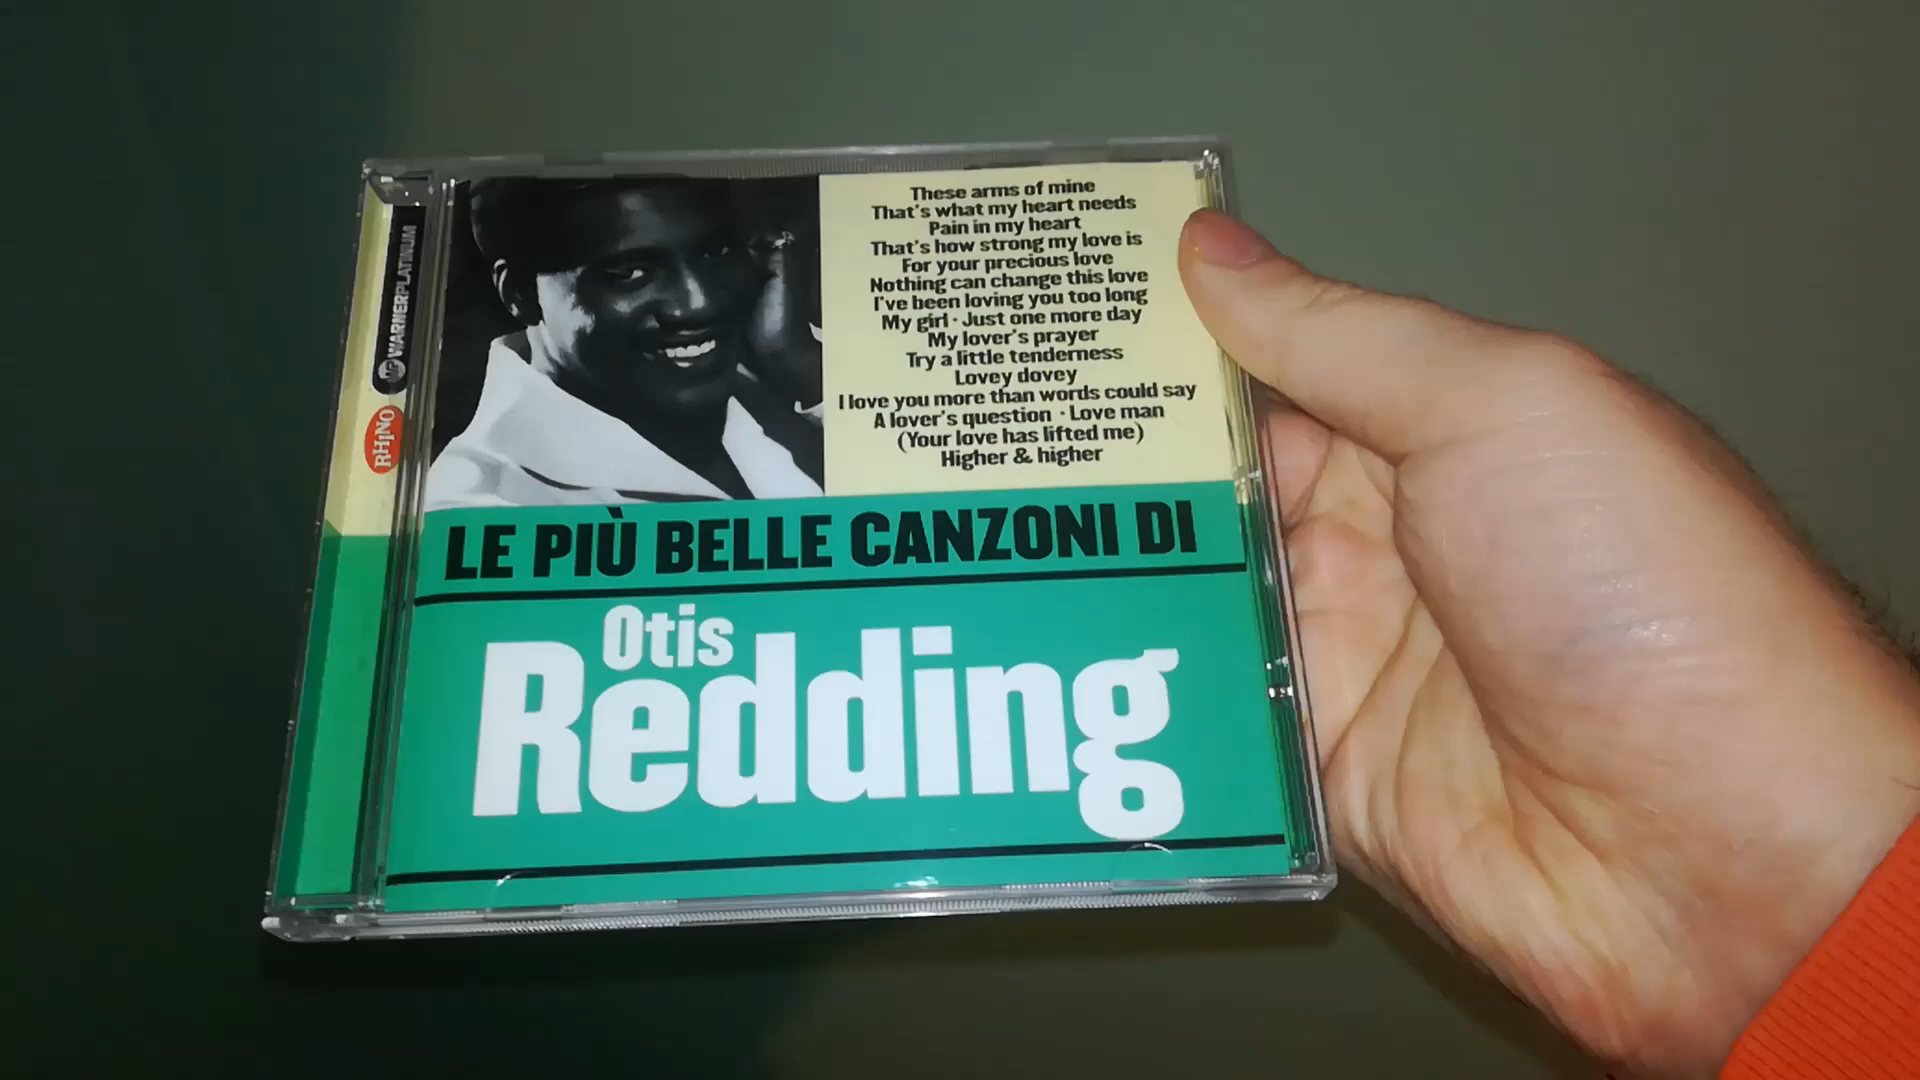 These arms of mine
That's what my heart needs
Pain in my heart
That's how strong my love is
For your precious love
Nothing can change this love
I've been loving you too long
My girl · Just one more day
My lover's prayer
Try a little tenderness
Lovey dovey
I love you more than words could say
A lover's question · Love man
(Your love has lifted me)
Higher & higher
WARNERPLATINUM
RHINO
LE PIÙ BELLE CANZONI DI
Otis
Redding